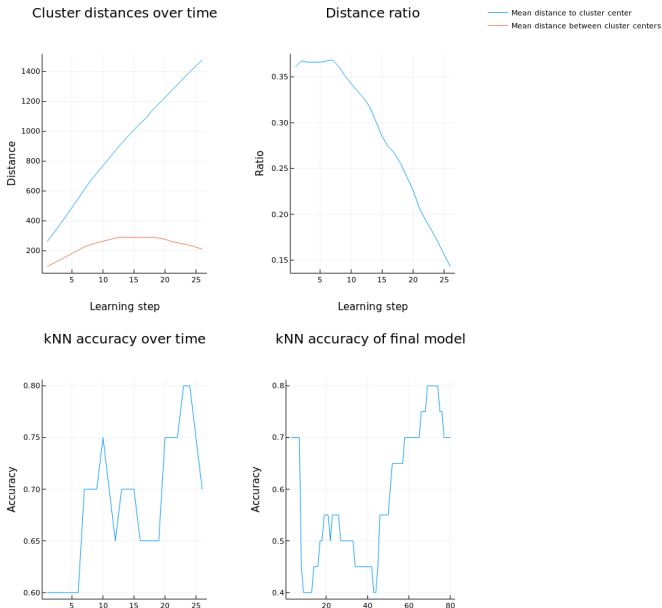 Cluster distances over time
Distance ratio
Mean distance to cluster center
Mean distance between cluster centers
Distance
1400
1200
1000
800
600
400
200
5 10 15 20 25
Learning step
Ratio
0.35
0.30
0.25
0.20
0.15
5 10 15 20 25
Learning step
kNN accuracy over time
kNN accuracy of final model
Accuracy
0.80
0.75
0.70
0.65
0.60
5 10 15 20 25
Accuracy
0.8
0.7
0.6
0.5
0.4
20 40 60 80